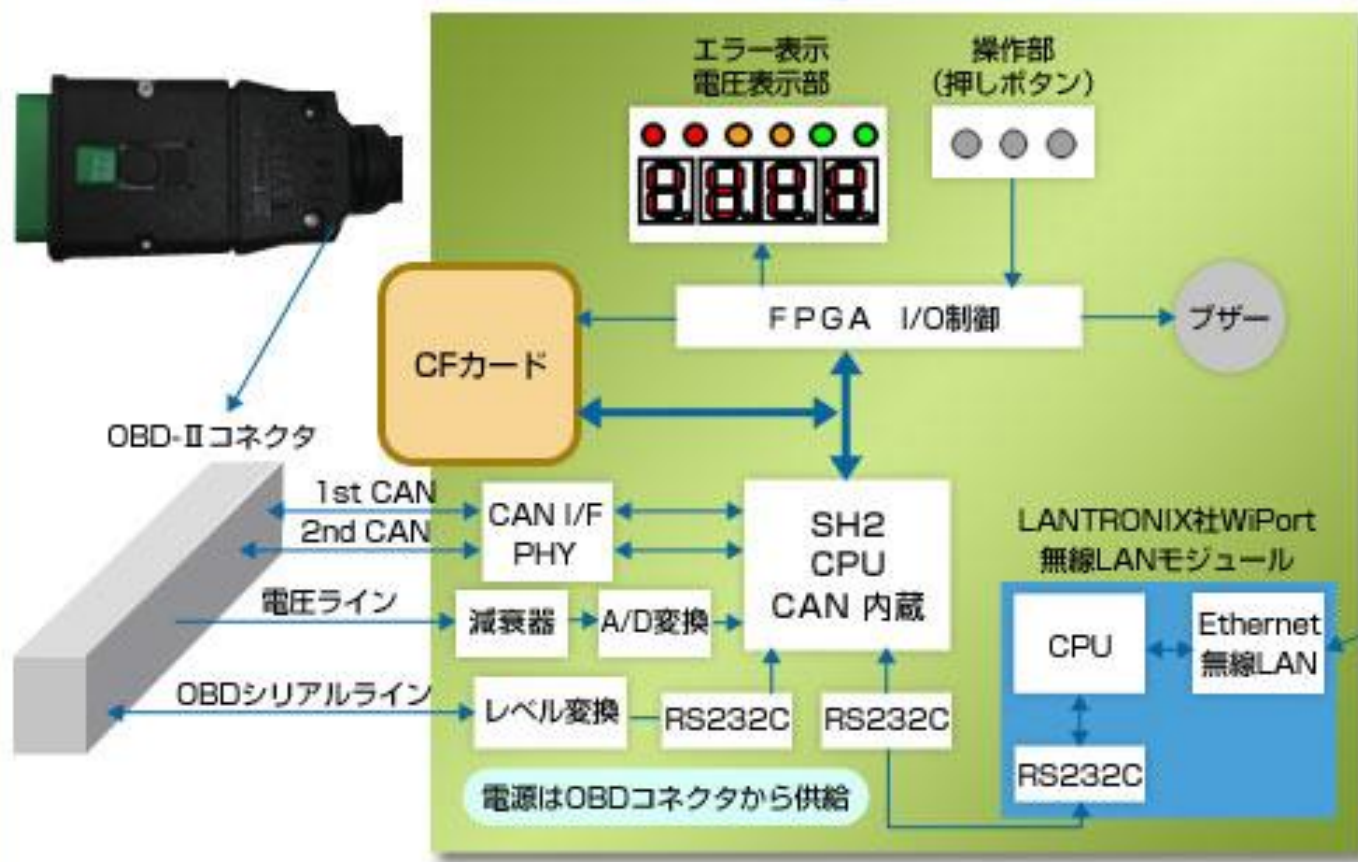 エラー表示
電圧表示部
操作部
(押しボタン)
FPGA I/O制御
ブザー
CFカード
OBD-Ⅱコネクタ
1st CAN
2nd CAN
CAN I/F
PHY
SH2
CPU
CAN 内蔵
LANTRONIX社WiPort
無線LANモジュール
電圧ライン
減衰器
A/D変換
CPU
Ethernet
無線LAN
OBDシリアルライン
レベル変換
RS232C
RS232C
RS232C
電源はOBDコネクタから供給